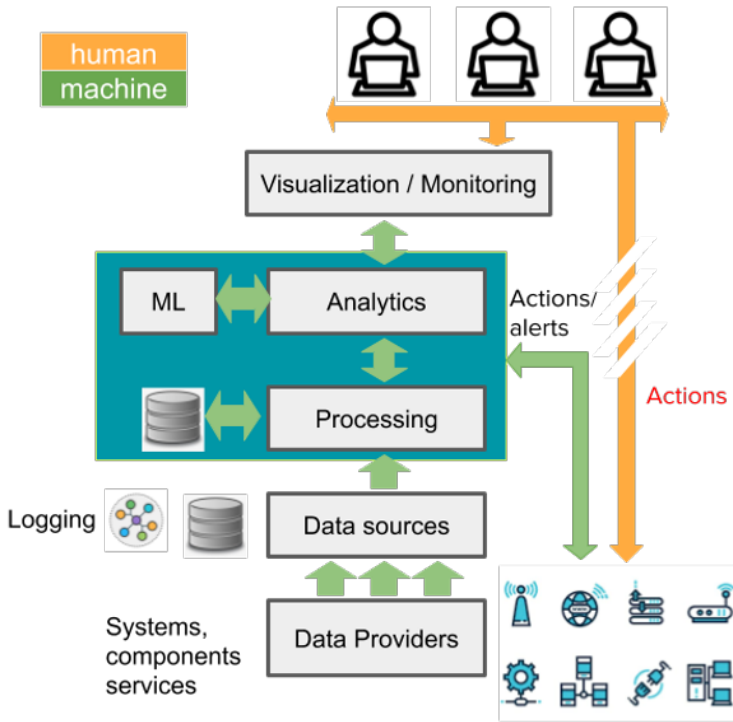 human
machine
Visualization / Monitoring
ML
Analytics
Actions/
alerts
Processing
Actions
Logging
Data sources
Systems,
components
services
Data Providers